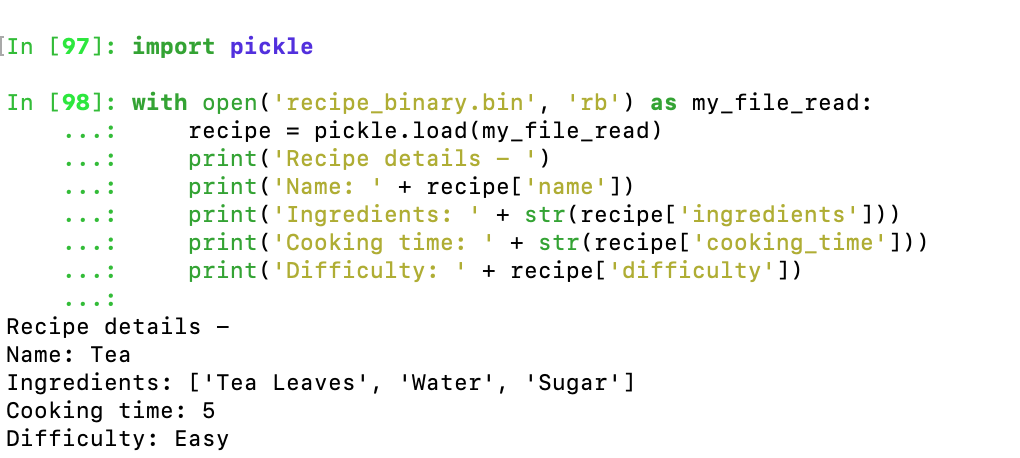 [In [97]: import pickle
In [98]: with open('recipe_binary.bin', 'rb') as my_file_read:
    ...:     recipe = pickle.load(my_file_read)
    ...:     print('Recipe details – ')
    ...:     print('Name: ' + recipe['name'])
    ...:     print('Ingredients: ' + str(recipe['ingredients']))
    ...:     print('Cooking time: ' + str(recipe['cooking_time']))
    ...:     print('Difficulty: ' + recipe['difficulty'])
    ...:
Recipe details –
Name: Tea
Ingredients: ['Tea Leaves', 'Water', 'Sugar']
Cooking time: 5
Difficulty: Easy